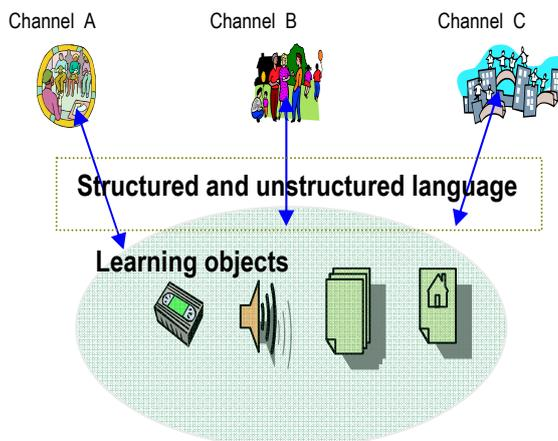 Channel A Channel B Channel C
Structured and unstructured language
Learning objects